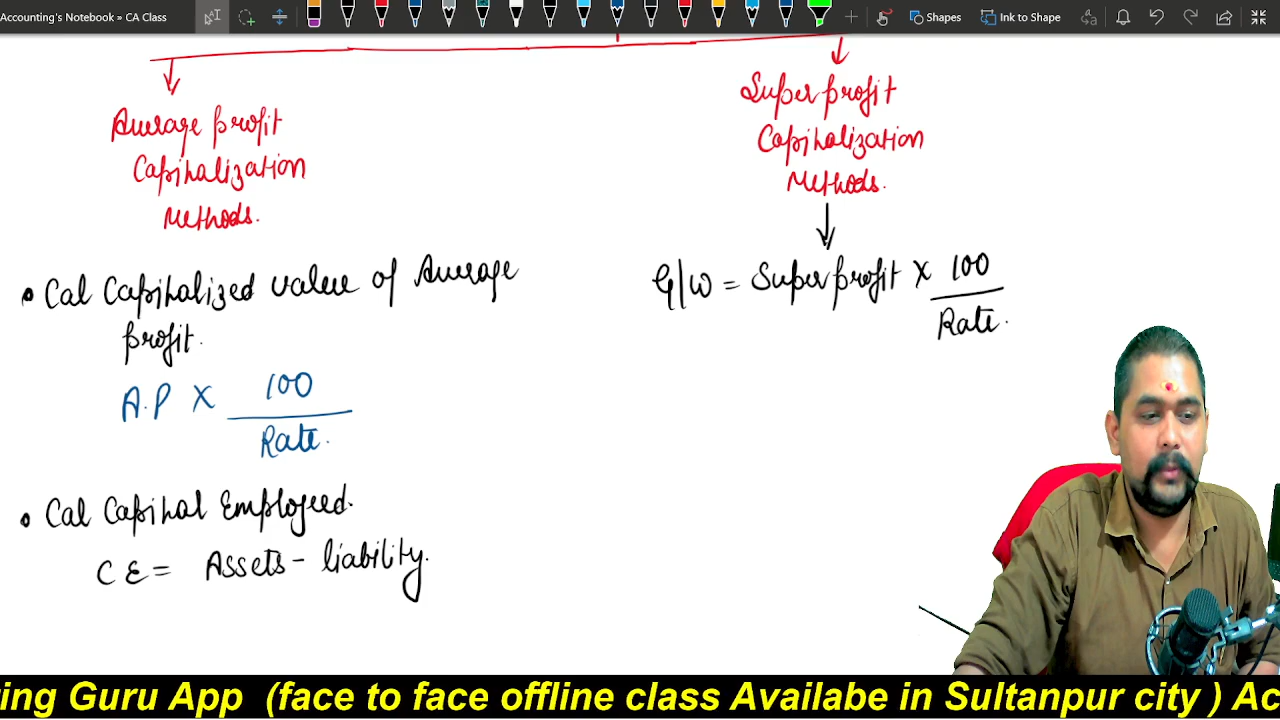 Accounting's Notebook » CA Class
Shapes
Ink to Shape
Average profit
Capitalization
Methods.
Super profit
Capitalization
Methods.
• Cal Capitalized value of Average
profit.
A.P X 100
Rate.
• Cal Capital Employeed.
C E = Assets - liability.
G/W = Super profit X 100
Rate.
ring Guru App (face to face offline class Availabe in Sultanpur city ) Ac